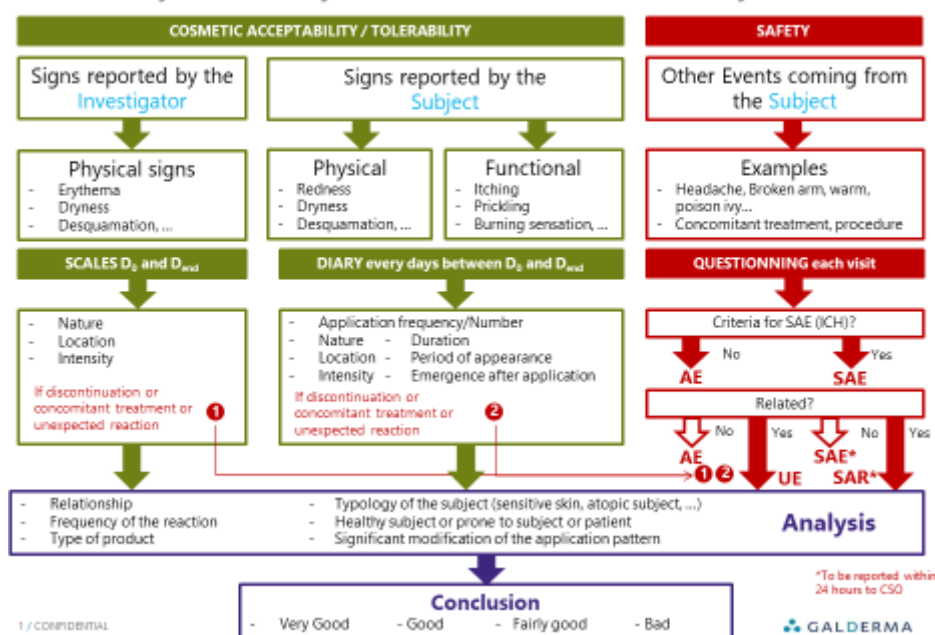 COSMETIC ACCEPTABILITY / TOLERABILITY
SAFETY
Signs reported by the
Investigator
Signs reported by the
Subject
Other Events coming from
the Subject
Physical signs
- Erythema
- Dryness
- Desquamation, ...
Physical
- Redness
- Dryness
- Desquamation, ...
Functional
- Itching
- Prickling
- Burning sensation, ...
Examples
- Headache, Broken arm, warm,
poison ivy...
- Concomitant treatment, procedure
SCALES D0 and Dend
DIARY every days between D0 and Dend
QUESTIONNING each visit
- Nature
- Location
- Intensity
If discontinuation or
concomitant treatment or
unexpected reaction
1
- Application frequency/Number
- Nature - Duration
- Location - Period of appearance
- Intensity - Emergence after application
If discontinuation or
concomitant treatment or
unexpected reaction
2
Criteria for SAE (ICH)?
No
Yes
AE
SAE
Related?
No
Yes
No
Yes
AE
1 2
UE
SAE*
SAR*
- Relationship
- Frequency of the reaction
- Type of product
- Typology of the subject (sensitive skin, atopic subject, ...)
- Healthy subject or prone to subject or patient
- Significant modification of the application pattern
Analysis
*To be reported within
24 hours to CSO
Conclusion
- Very Good - Good - Fairly good - Bad
1 / CONFIDENTIAL
GALDERMA